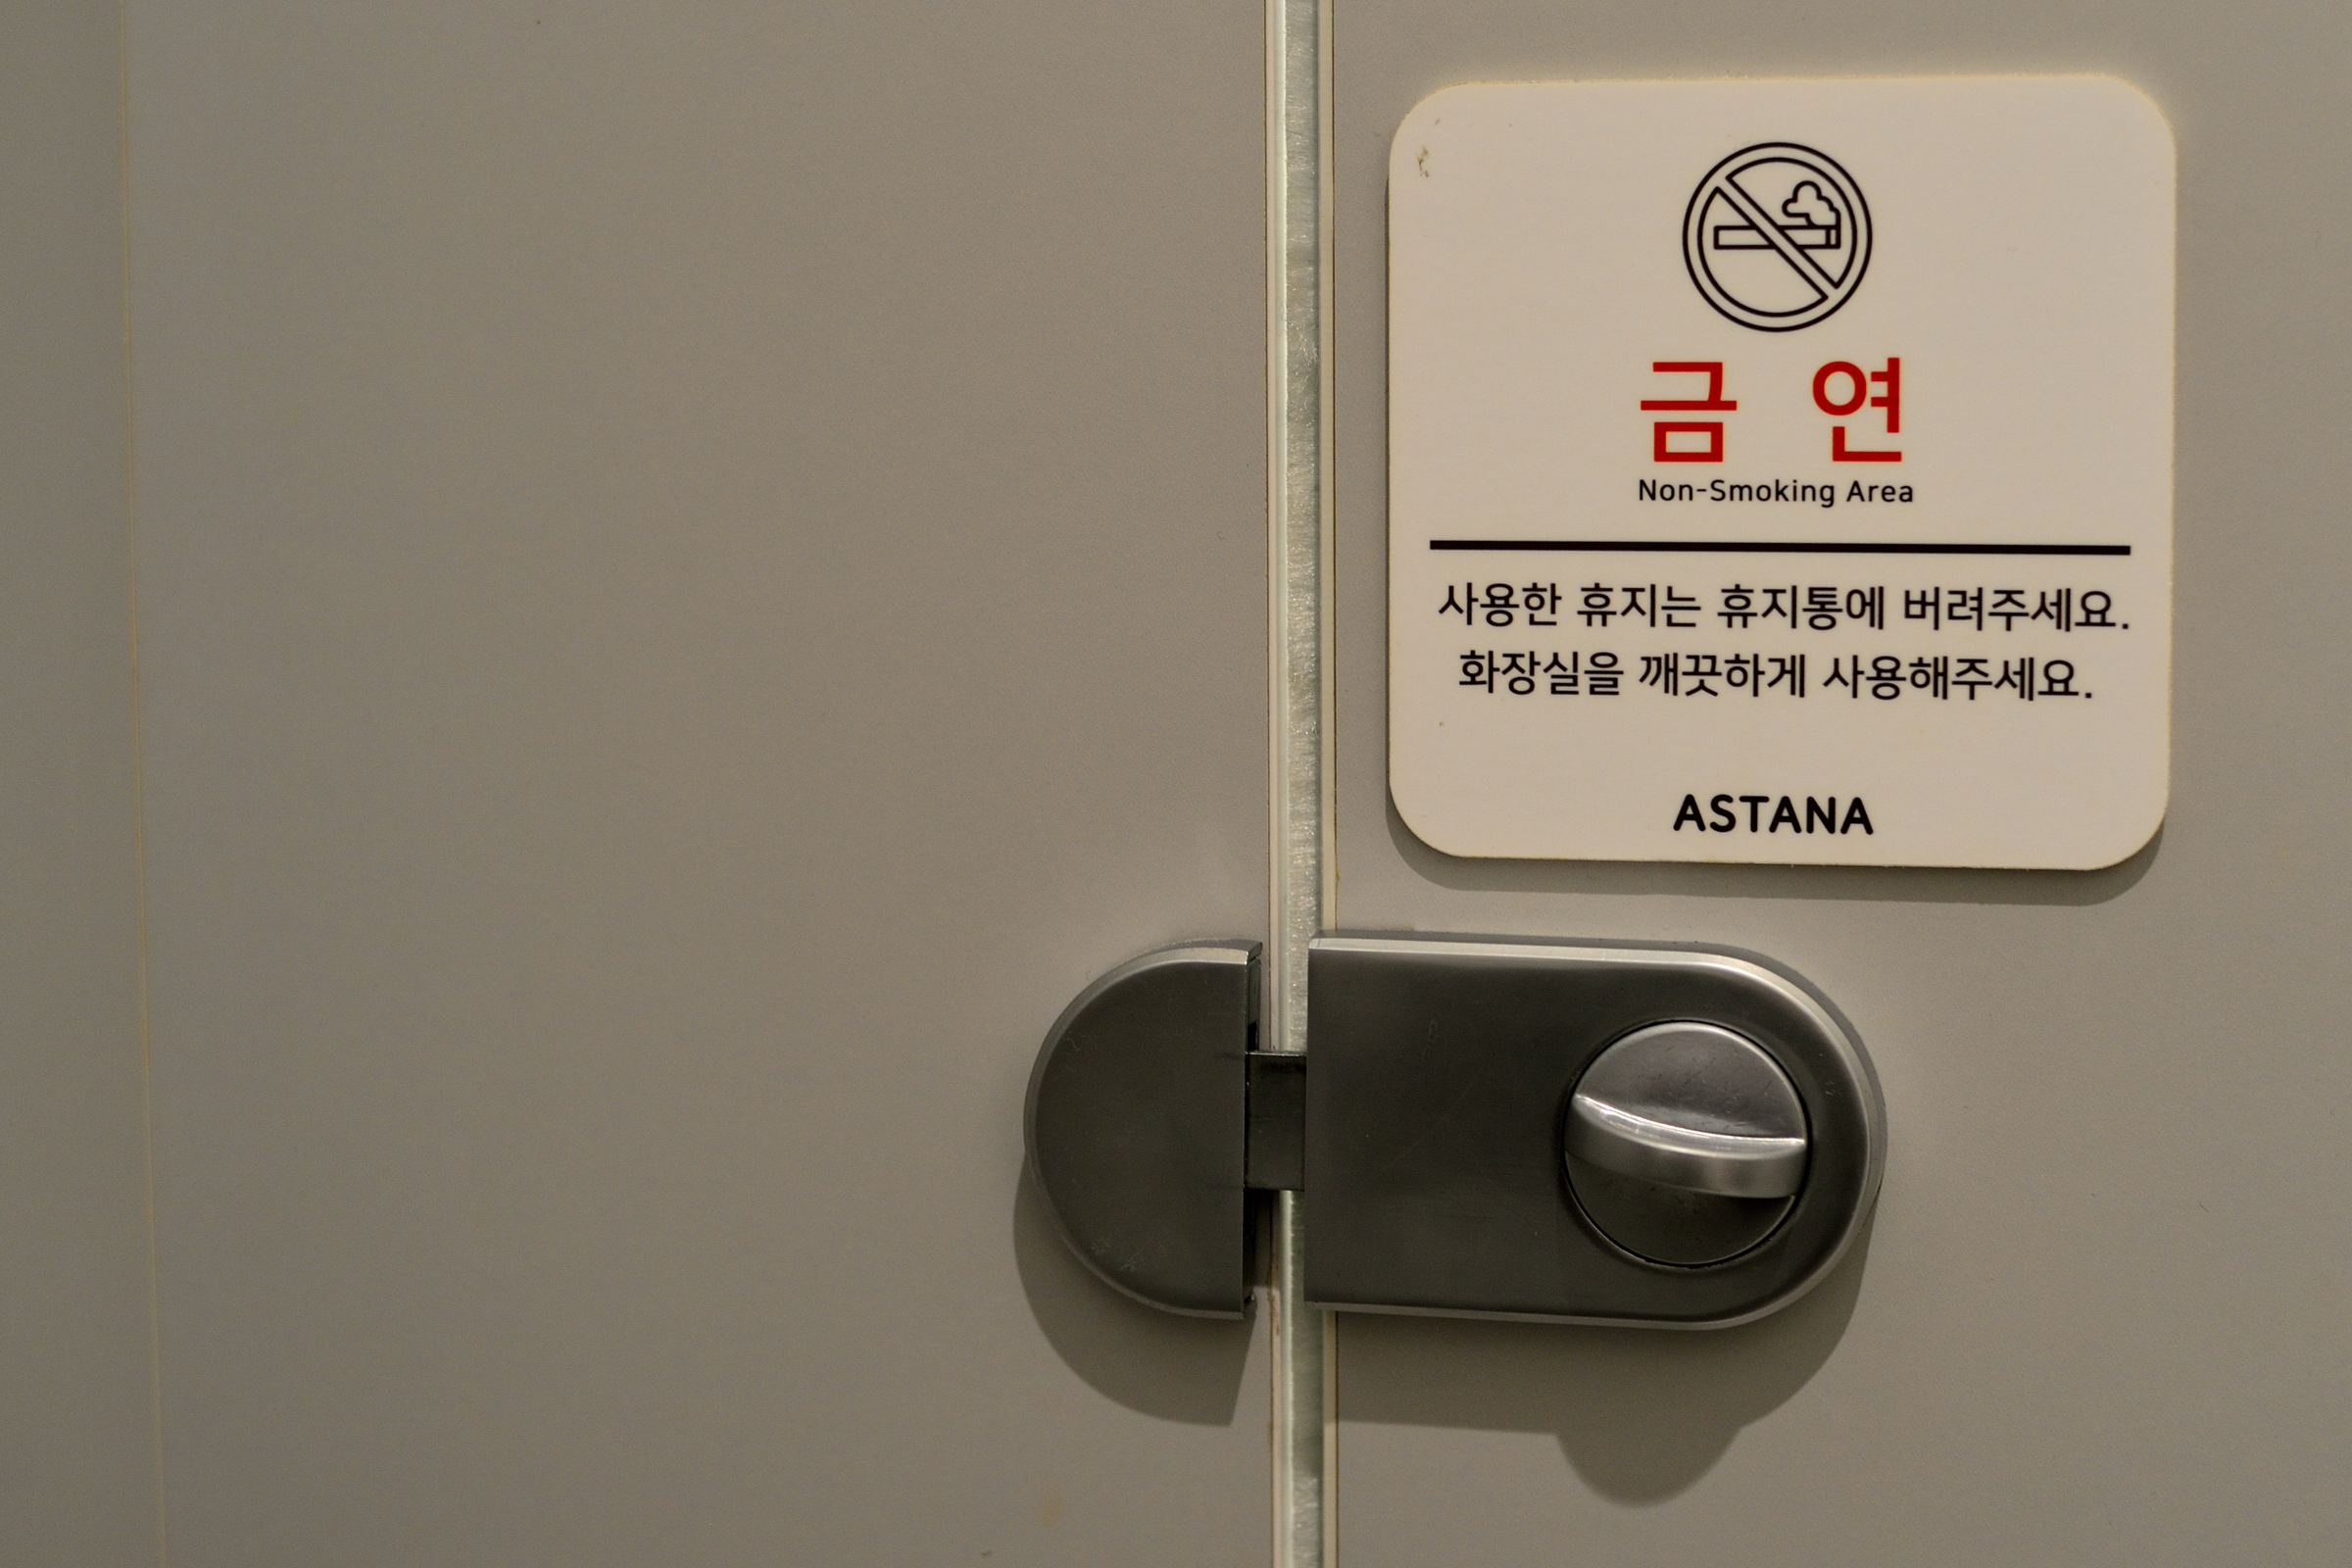 금 연
Non-Smoking Area
사용한 휴지는 휴지통에 버려주세요.
화장실을 깨끗하게 사용해주세요.
ASTANA